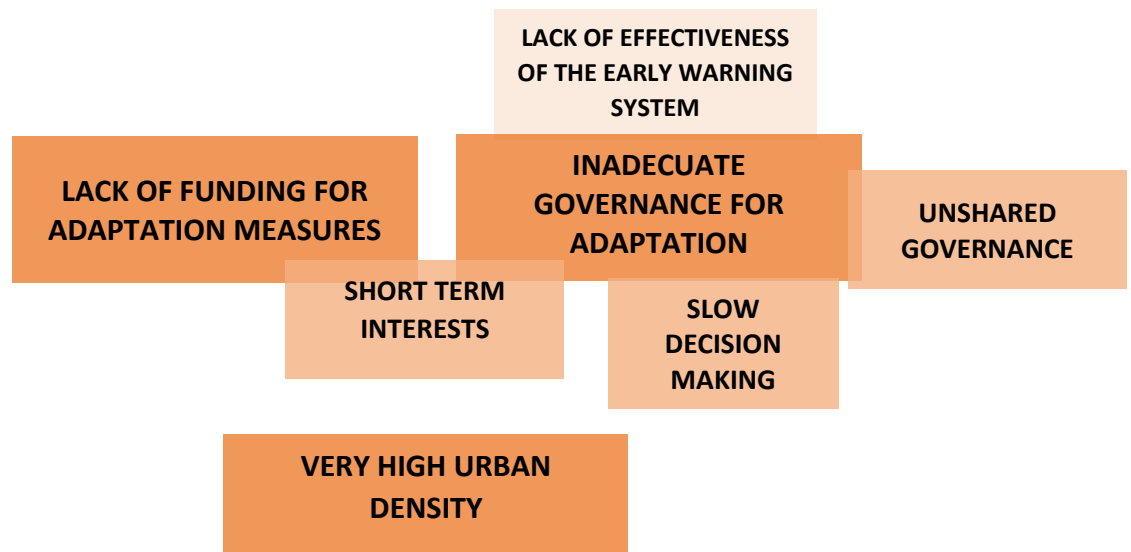 LACK OF EFFECTIVENESS
OF THE EARLY WARNING
SYSTEM
LACK OF FUNDING FOR
ADAPTATION MEASURES
INADECUATE
GOVERNANCE FOR
ADAPTATION
UNSHARED
GOVERNANCE
SHORT TERM
INTERESTS
SLOW
DECISION
MAKING
VERY HIGH URBAN
DENSITY